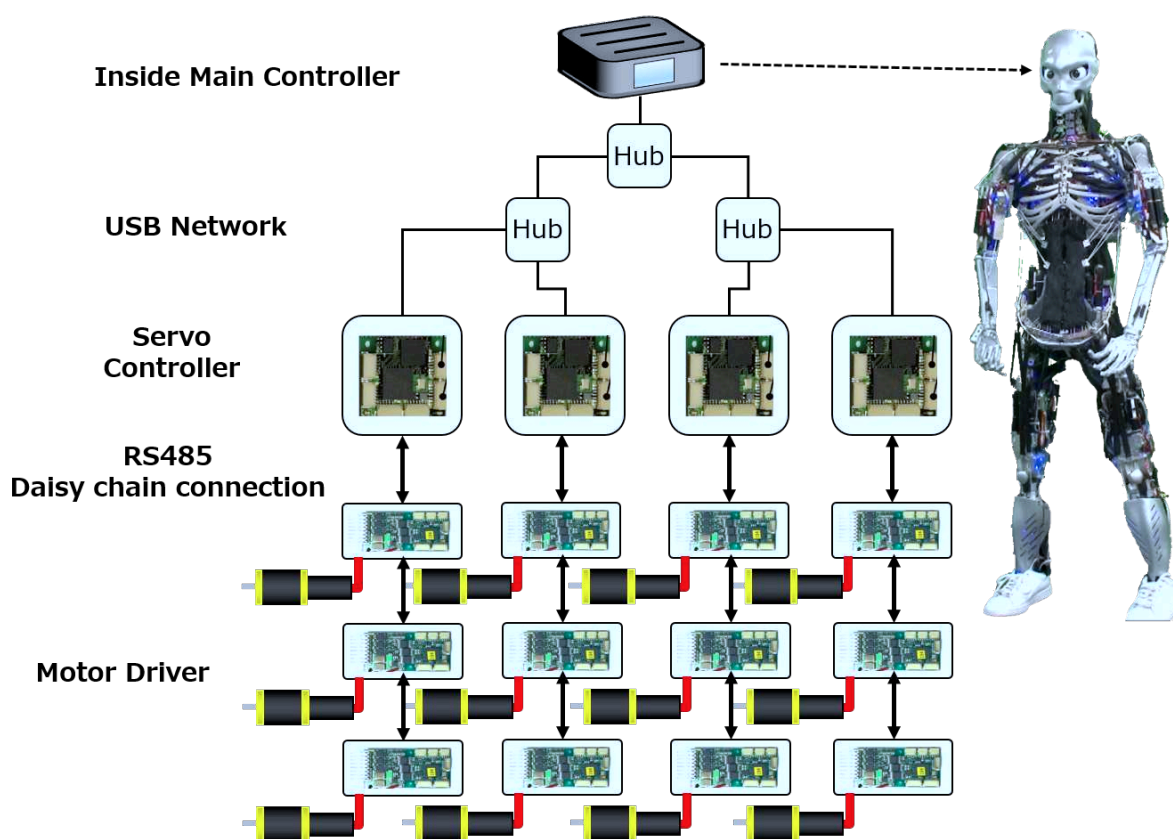 Inside Main Controller
Hub
USB Network
Hub
Hub
Servo
Controller
RS485
Daisy chain connection
Motor Driver